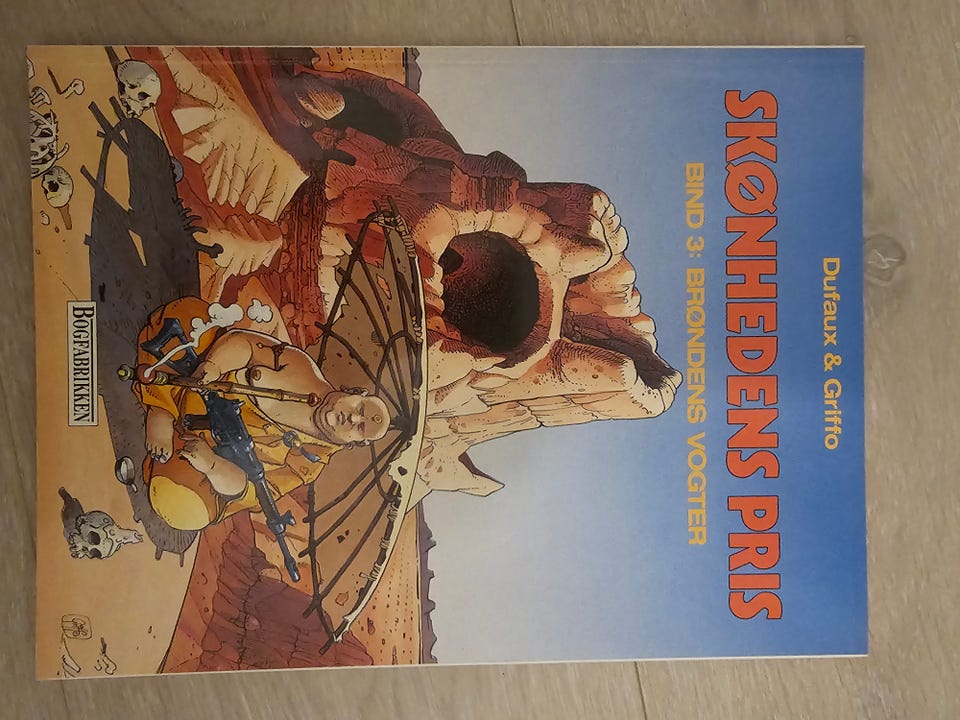 Dufaux & Griffo
SKØNHEDENS PRIS
BIND 3: BRØNDENS VOGTER
BOGFABRIKKEN